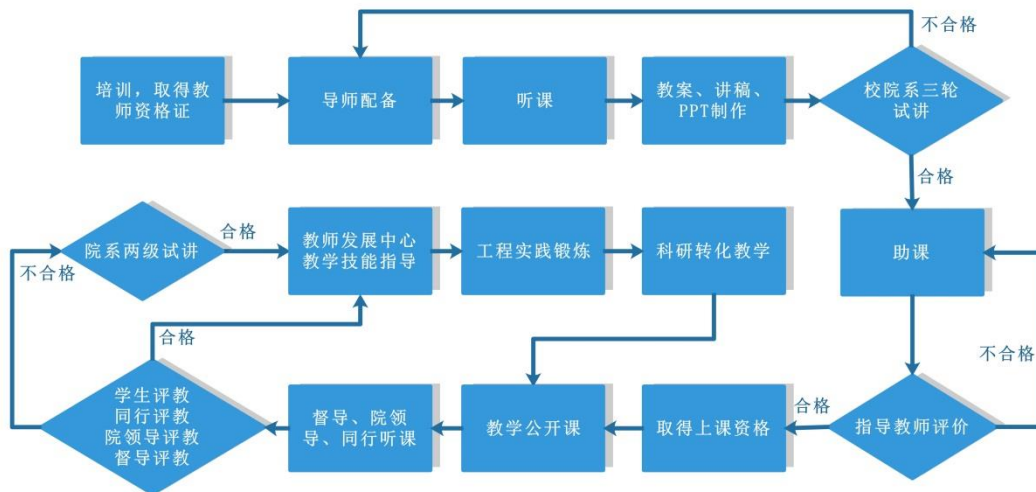 不合格
培训，取得教
师资格证
导师配备
听课
教案、讲稿、
PPT制作
校院系三轮
试讲
合格
院系两级试讲
合格
教师发展中心
教学技能指导
工程实践锻炼
科研转化教学
助课
不合格
合格
不合格
学生评教
同行评教
院领导评教
督导评教
督导、院领
导、同行听课
教学公开课
取得上课资格
合格
指导教师评价